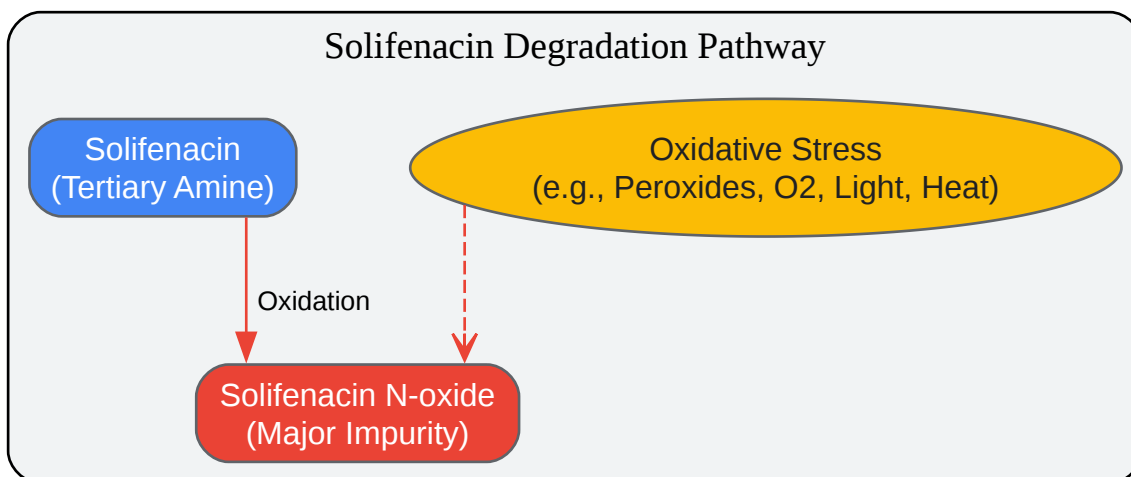 Solifenacin Degradation Pathway
Solifenacin
(Tertiary Amine)
Oxidative Stress
(e.g., Peroxides, O2, Light, Heat)
Oxidation
Solifenacin N-oxide
(Major Impurity)